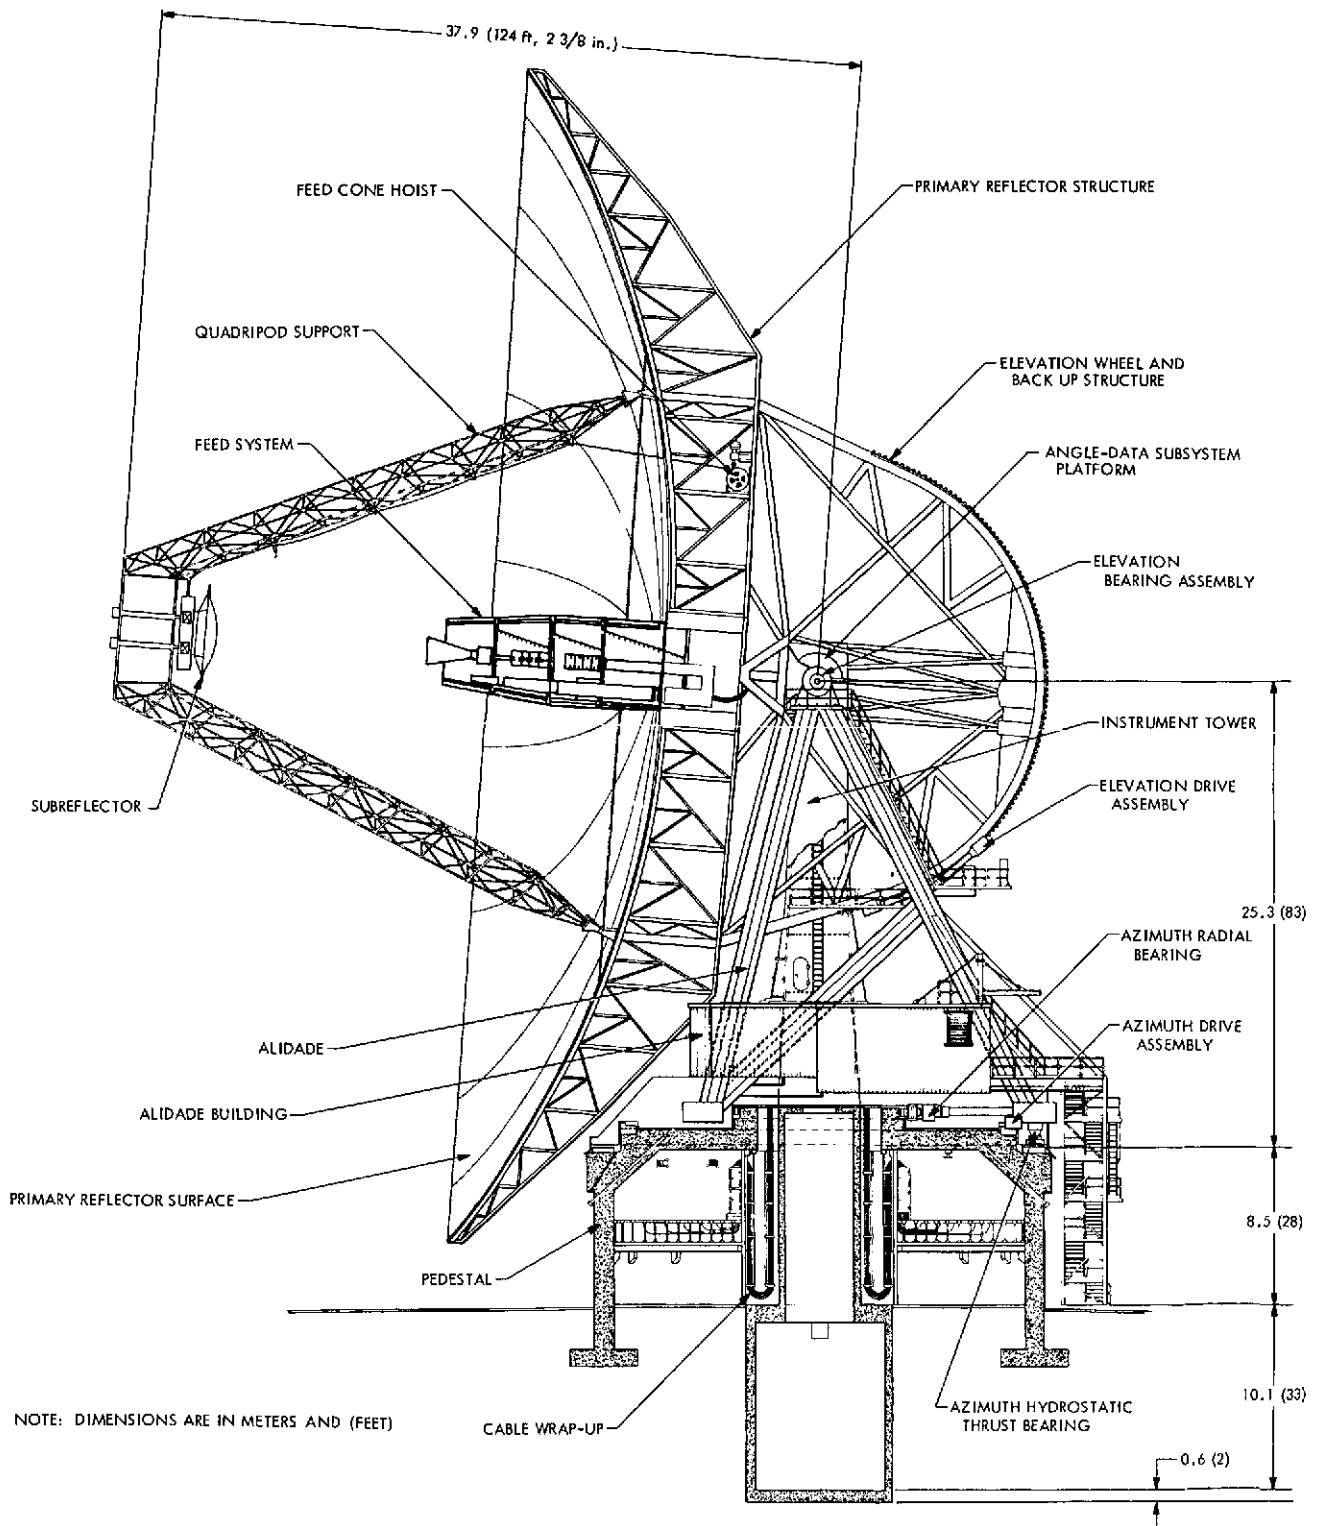 37.9 (124 ft, 2 3/8 in.)
FEED CONE HOIST
PRIMARY REFLECTOR STRUCTURE
QUADRIPOD SUPPORT
ELEVATION WHEEL AND
BACK UP STRUCTURE
FEED SYSTEM
ANGLE-DATA SUBSYSTEM
PLATFORM
ELEVATION
BEARING ASSEMBLY
INSTRUMENT TOWER
SUBREFLECTOR
ELEVATION DRIVE
ASSEMBLY
25.3 (83)
AZIMUTH RADIAL
BEARING
ALIDADE
AZIMUTH DRIVE
ASSEMBLY
ALIDADE BUILDING
PRIMARY REFLECTOR SURFACE
8.5 (28)
PEDESTAL
10.1 (33)
AZIMUTH HYDROSTATIC
THRUST BEARING
NOTE: DIMENSIONS ARE IN METERS AND (FEET)
CABLE WRAP-UP
0.6 (2)